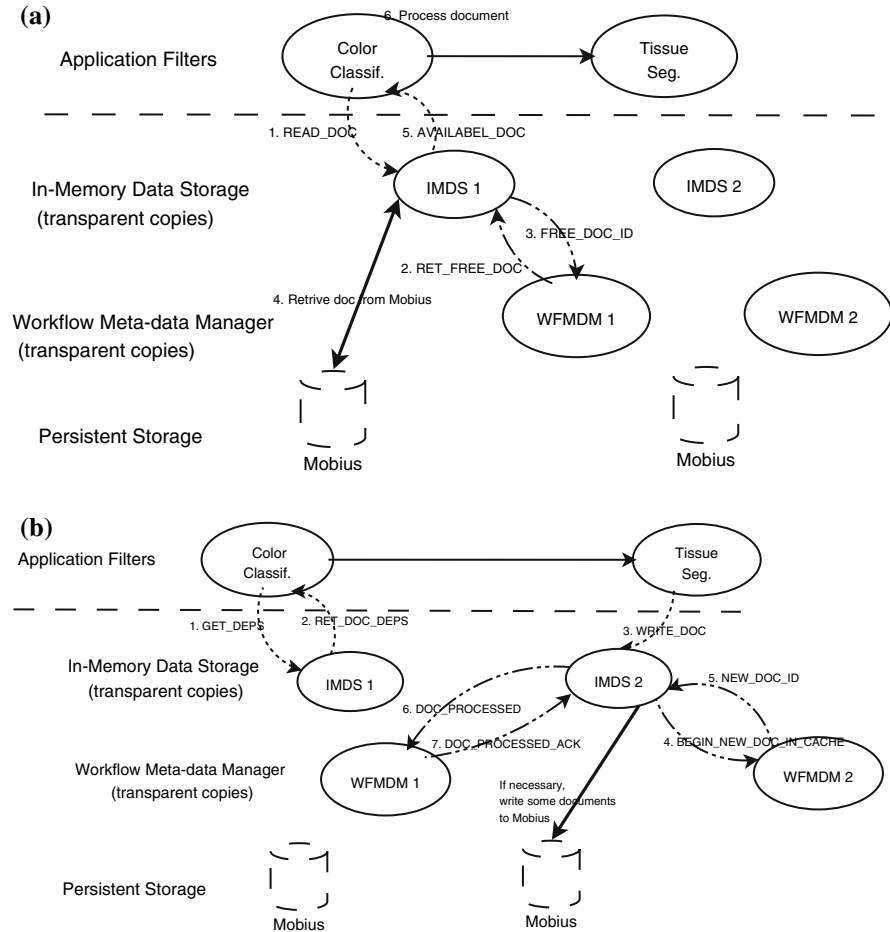 (a)
6. Process document
Application Filters
Color
Classif.
Tissue
Seg.
1. READ_DOC
5. AVAILABEL_DOC
In-Memory Data Storage
(transparent copies)
IMDS 1
IMDS 2
3. FREE_DOC_ID
2. RET_FREE_DOC
4. Retrive doc from Mobius
Workflow Meta-data Manager
(transparent copies)
WFMDM 1
WFMDM 2
Persistent Storage
Mobius
Mobius
(b)
Application Filters
Color
Classif.
Tissue
Seg.
1. GET_DEPS
2. RET_DOC_DEPS
3. WRITE_DOC
In-Memory Data Storage
(transparent copies)
IMDS 1
IMDS 2
5. NEW_DOC_ID
6. DOC_PROCESSED
7. DOC_PROCESSED_ACK
4. BEGIN_NEW_DOC_IN_CACHE
Workflow Meta-data Manager
(transparent copies)
WFMDM 1
WFMDM 2
If necessary,
write some documents
to Mobius
Persistent Storage
Mobius
Mobius